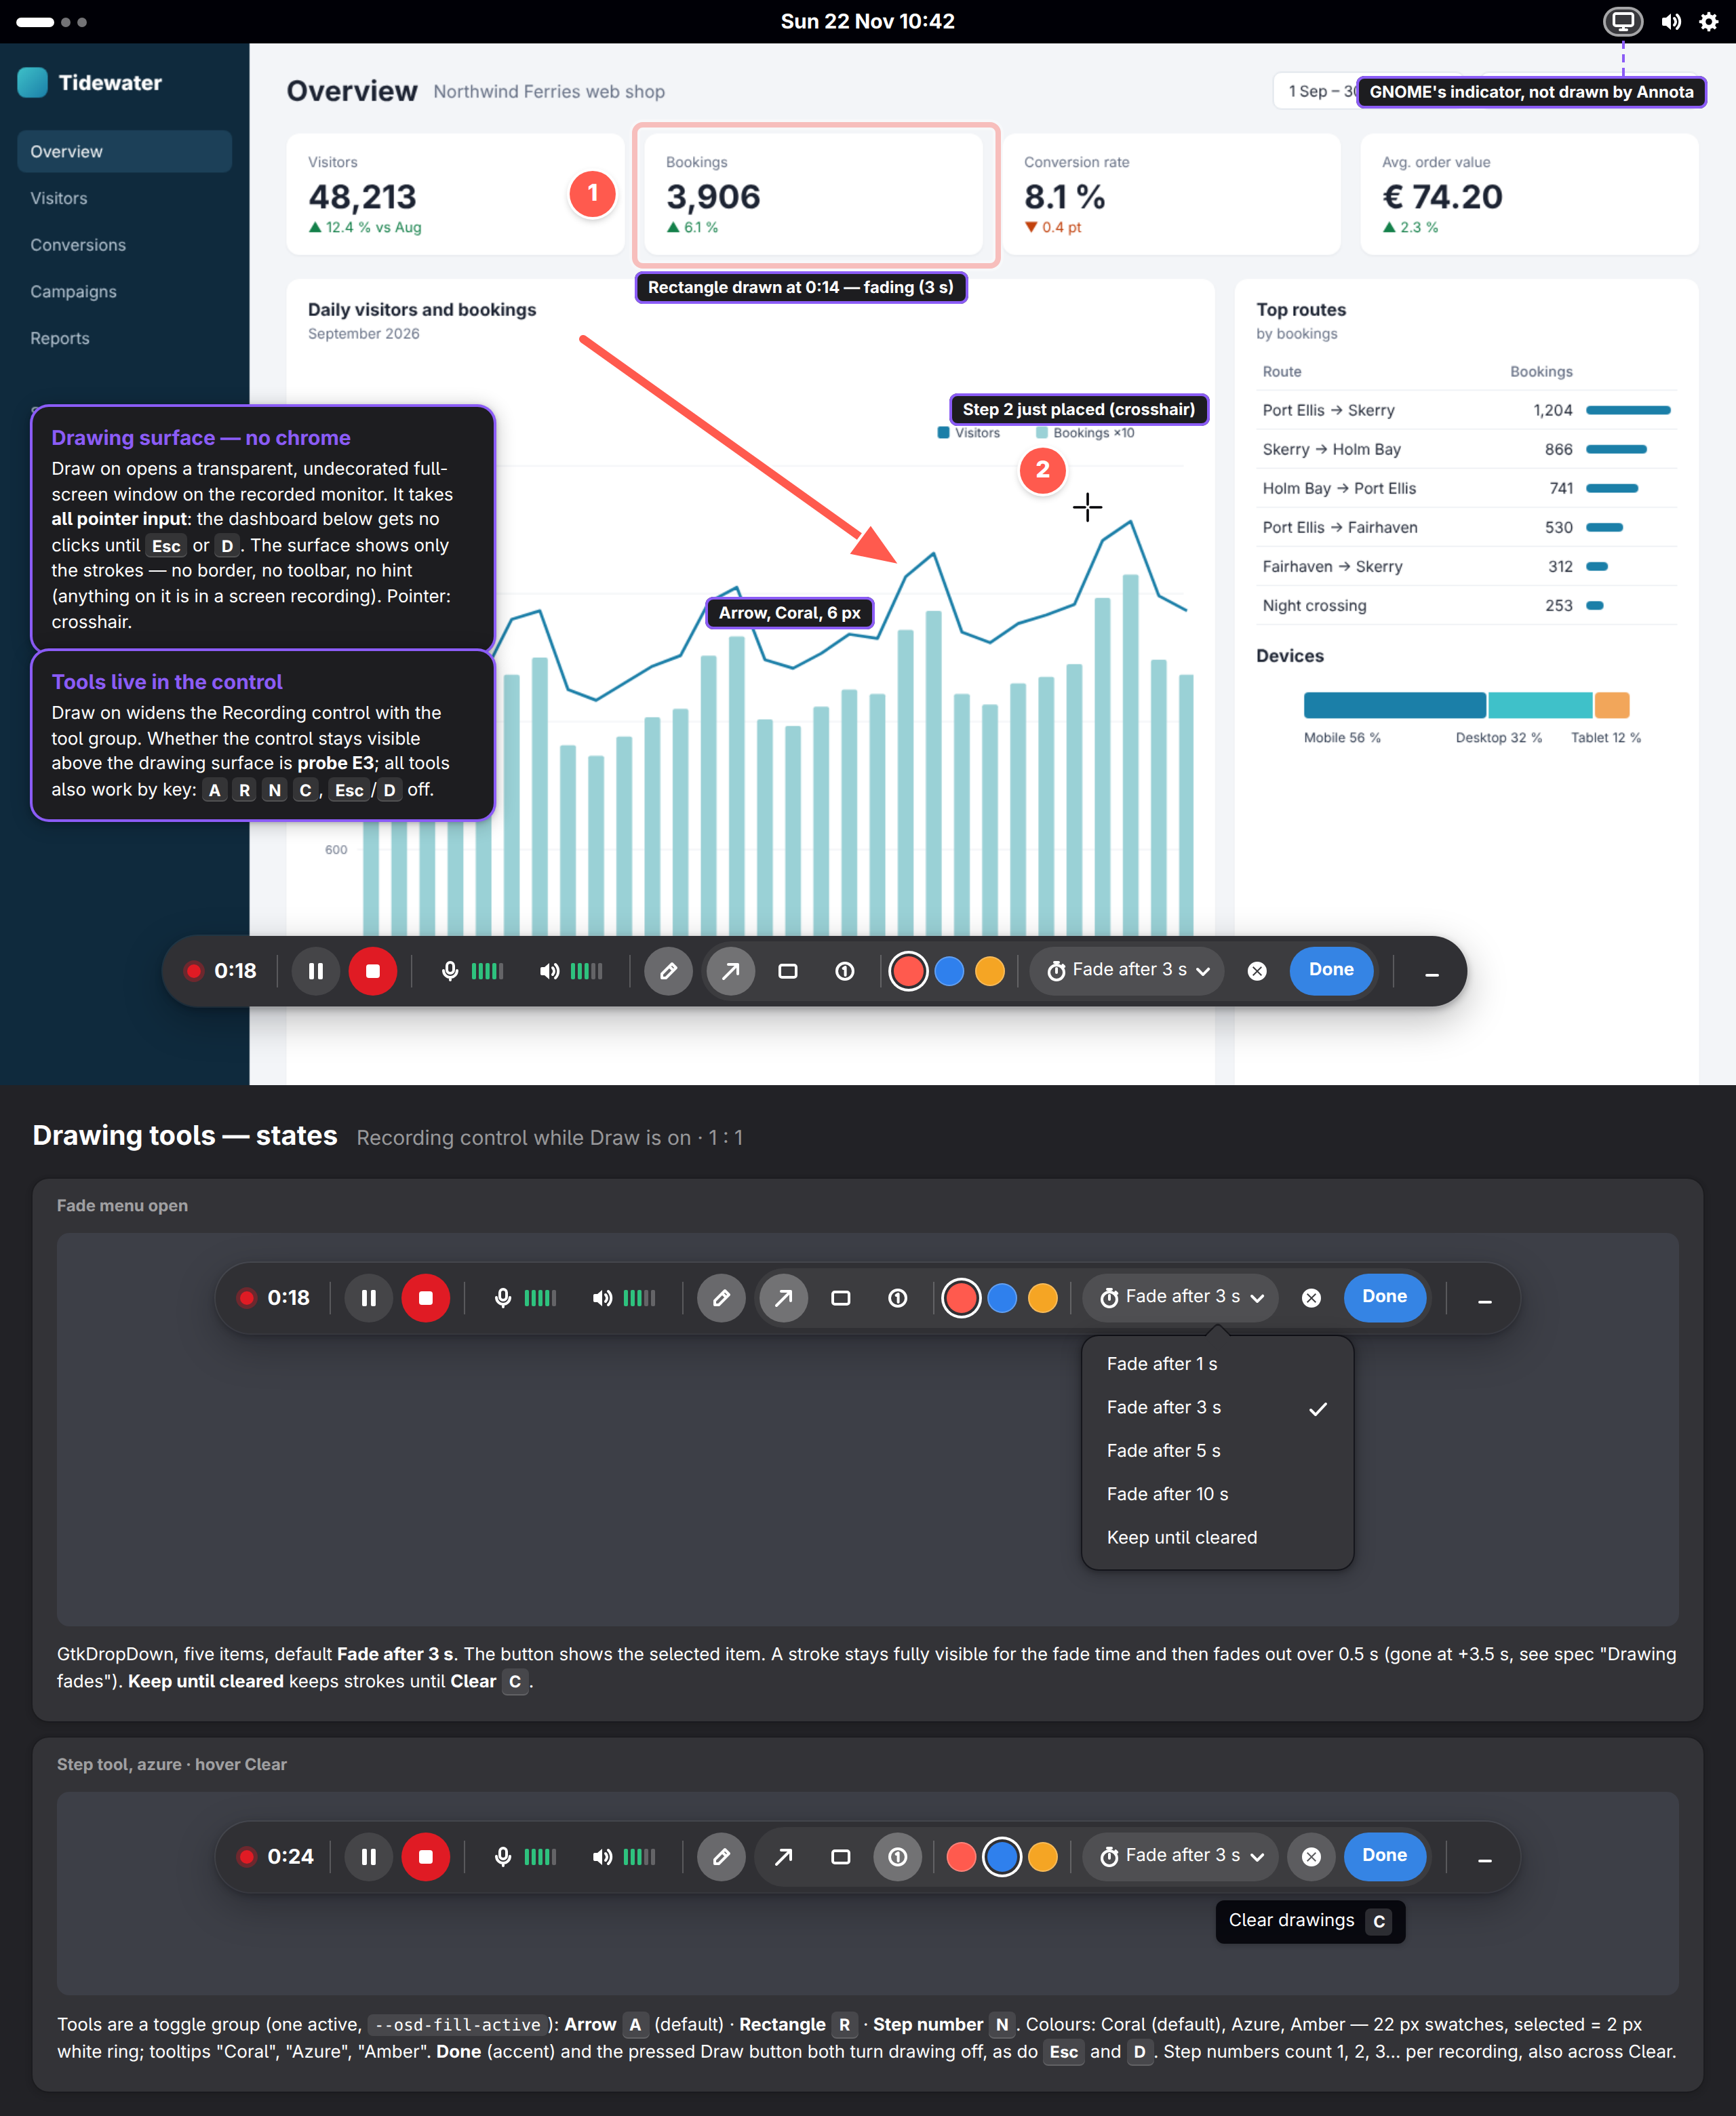 Sun 22 Nov 10:42
Tidewater
Overview
Visitors
Conversions
Campaigns
Reports
Overview Northwind Ferries web shop
1 Sep – 30
GNOME's indicator, not drawn by Annota
Visitors
48,213
▲ 12.4 % vs Aug
1
Bookings
3,906
▲ 6.1 %
Conversion rate
8.1 %
▼ 0.4 pt
Avg. order value
€ 74.20
▲ 2.3 %
Rectangle drawn at 0:14 — fading (3 s)
Daily visitors and bookings
September 2026
Step 2 just placed (crosshair)
Visitors Bookings ×10
2
Arrow, Coral, 6 px
600
Top routes
by bookings
Route Bookings
Port Ellis → Skerry 1,204
Skerry → Holm Bay 866
Holm Bay → Port Ellis 741
Port Ellis → Fairhaven 530
Fairhaven → Skerry 312
Night crossing 253
Devices
Mobile 56 % Desktop 32 % Tablet 12 %
Drawing surface — no chrome
Draw on opens a transparent, undecorated full-
screen window on the recorded monitor. It takes
all pointer input: the dashboard below gets no
clicks until Esc or D. The surface shows only
the strokes — no border, no toolbar, no hint
(anything on it is in a screen recording). Pointer:
crosshair.
Tools live in the control
Draw on widens the Recording control with the
tool group. Whether the control stays visible
above the drawing surface is probe E3; all tools
also work by key: A R N C, Esc/D off.
0:18 1 Fade after 3 s Done
Drawing tools — states Recording control while Draw is on · 1 : 1
Fade menu open
0:18 1 Fade after 3 s Done
Fade after 1 s
Fade after 3 s
Fade after 5 s
Fade after 10 s
Keep until cleared
GtkDropDown, five items, default Fade after 3 s. The button shows the selected item. A stroke stays fully visible for the fade time and then fades out over 0.5 s (gone at +3.5 s, see spec "Drawing
fades"). Keep until cleared keeps strokes until Clear C.
Step tool, azure · hover Clear
0:24 1 Fade after 3 s Done
Clear drawings C
Tools are a toggle group (one active, --osd-fill-active): Arrow A (default) · Rectangle R · Step number N. Colours: Coral (default), Azure, Amber — 22 px swatches, selected = 2 px
white ring; tooltips "Coral", "Azure", "Amber". Done (accent) and the pressed Draw button both turn drawing off, as do Esc and D. Step numbers count 1, 2, 3… per recording, also across Clear.